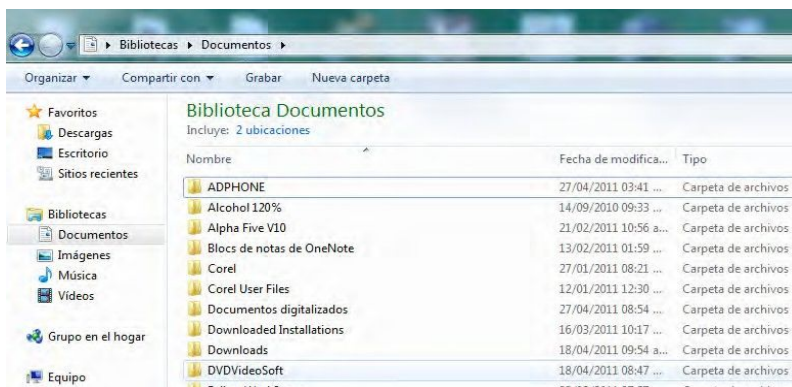 Bibliotecas Documentos
Organizar Compartir con Grabar Nueva carpeta
Favoritos
Descargas
Escritorio
Sitios recientes
Bibliotecas
Documentos
Imágenes
Música
Vídeos
Grupo en el hogar
Equipo
Biblioteca Documentos
Incluye: 2 ubicaciones
Nombre Fecha de modifica... Tipo
ADPHONE 27/04/2011 03:41 ... Carpeta de archivos
Alcohol 120% 14/09/2010 09:33 ... Carpeta de archivos
Alpha Five V10 21/02/2011 10:56 a... Carpeta de archivos
Blocs de notas de OneNote 13/02/2011 01:59 ... Carpeta de archivos
Corel 27/01/2011 08:21 ... Carpeta de archivos
Corel User Files 12/01/2011 12:30 ... Carpeta de archivos
Documentos digitalizados 27/04/2011 08:54 ... Carpeta de archivos
Downloaded Installations 16/03/2011 10:17 ... Carpeta de archivos
Downloads 18/04/2011 09:54 a... Carpeta de archivos
DVDVideoSoft 18/04/2011 08:47 ... Carpeta de archivos